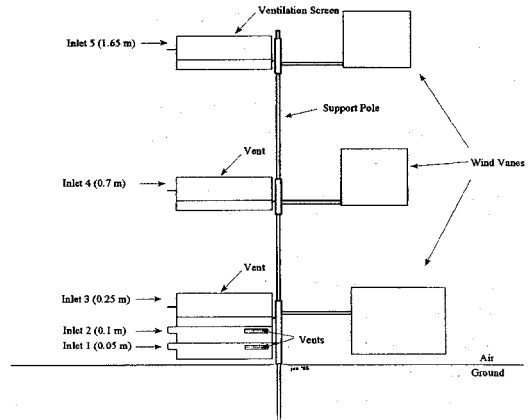 Ventilation Screen
Inlet 5 (1.65 m)
Support Pole
Vent
Wind Vanes
Inlet 4 (0.7 m)
Vent
Inlet 3 (0.25 m)
Inlet 2 (0.1 m)
Vents
Inlet 1 (0.05 m)
Air
Ground